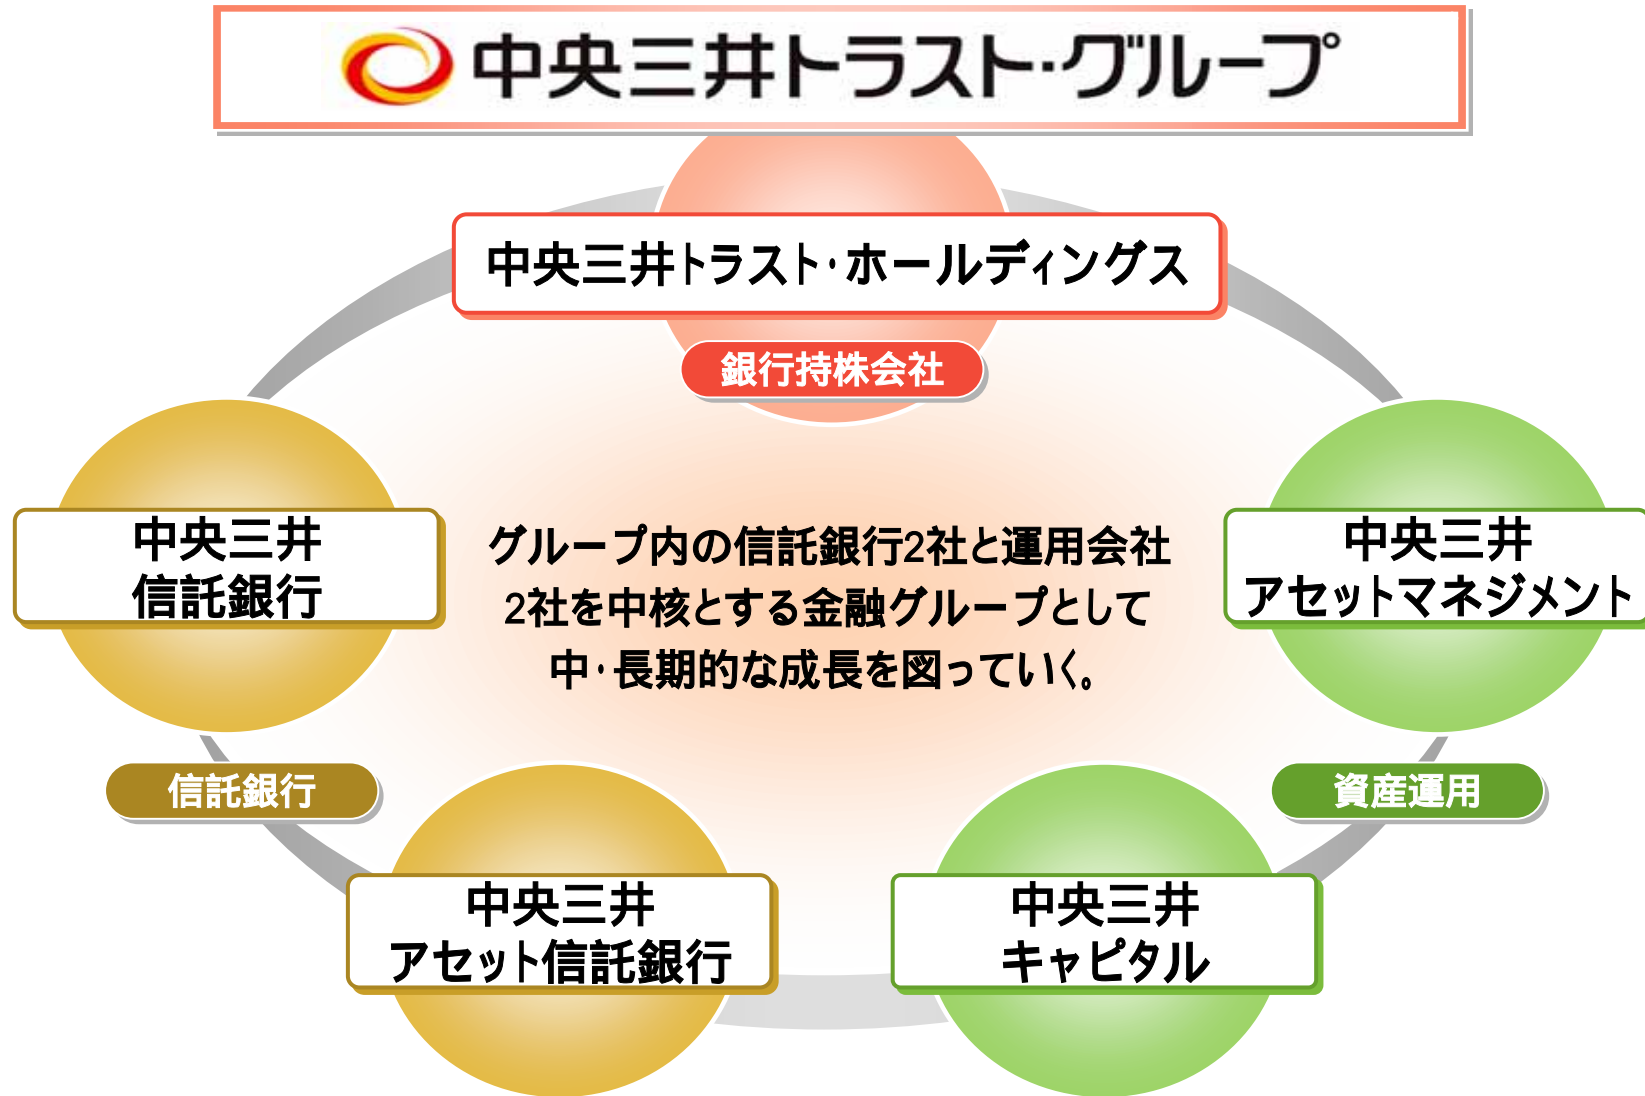 中央三井トラスト・グループ
中央三井トラスト・ホールディングス
銀行持株会社
中央三井
信託銀行
グループ内の信託銀行2社と運用会社
2社を中核とする金融グループとして
中・長期的な成長を図っていく。
中央三井
アセットマネジメント
信託銀行
資産運用
中央三井
アセット信託銀行
中央三井
キャピタル